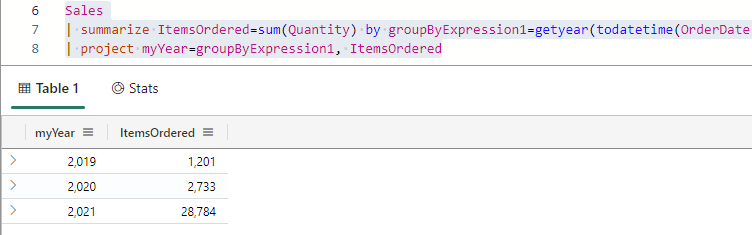 6 Sales
7 | summarize ItemsOrdered=sum(Quantity) by groupByExpression1=getyear(todatetime(OrderDate
8 | project myYear=groupByExpression1, ItemsOrdered
Table 1 Stats
myYear ItemsOrdered
2,019 1,201
2,020 2,733
2,021 28,784